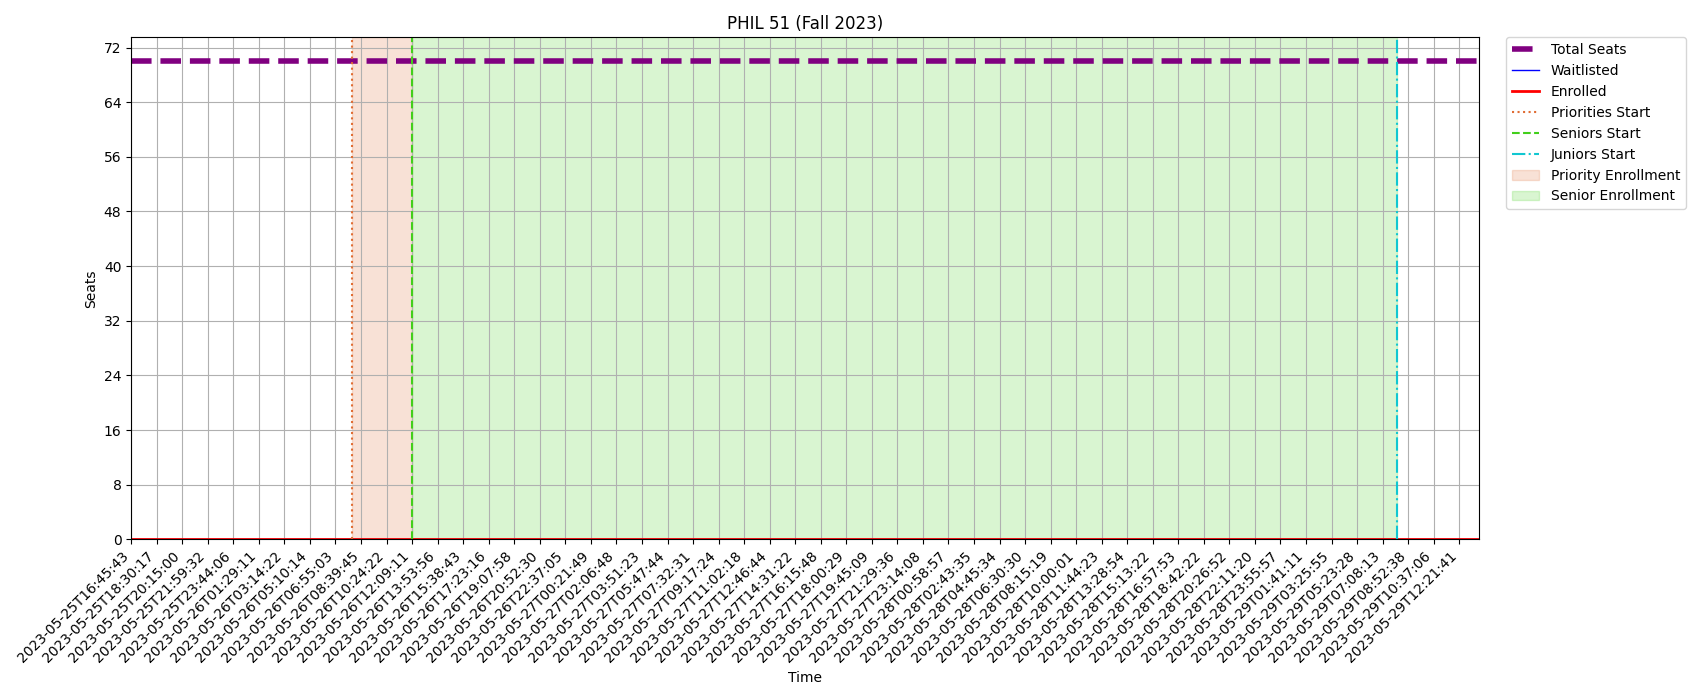 PHIL 51 (Fall 2023)
Total Seats
Waitlisted
Enrolled
Priorities Start
Seniors Start
Juniors Start
Priority Enrollment
Senior Enrollment
Seats
72
64
56
48
40
32
24
16
8
0
2023-05-25T16:45:43
2023-05-25T18:30:17
2023-05-25T20:15:00
2023-05-25T21:59:32
2023-05-25T23:44:06
2023-05-26T01:29:11
2023-05-26T03:14:22
2023-05-26T05:10:14
2023-05-26T06:55:03
2023-05-26T08:39:45
2023-05-26T10:24:22
2023-05-26T12:09:11
2023-05-26T13:53:56
2023-05-26T15:38:43
2023-05-26T17:23:16
2023-05-26T19:07:58
2023-05-26T20:52:30
2023-05-26T22:37:05
2023-05-27T00:21:49
2023-05-27T02:06:48
2023-05-27T03:51:23
2023-05-27T05:47:44
2023-05-27T07:32:31
2023-05-27T09:17:24
2023-05-27T11:02:18
2023-05-27T12:46:44
2023-05-27T14:31:22
2023-05-27T16:15:48
2023-05-27T18:00:29
2023-05-27T19:45:09
2023-05-27T21:29:36
2023-05-27T23:14:08
2023-05-28T00:58:57
2023-05-28T02:43:35
2023-05-28T04:45:34
2023-05-28T06:30:30
2023-05-28T08:15:19
2023-05-28T10:00:01
2023-05-28T11:44:23
2023-05-28T13:28:54
2023-05-28T15:13:22
2023-05-28T16:57:53
2023-05-28T18:42:22
2023-05-28T20:26:52
2023-05-28T22:11:20
2023-05-28T23:55:57
2023-05-29T01:41:11
2023-05-29T03:25:55
2023-05-29T05:23:28
2023-05-29T07:08:13
2023-05-29T08:52:38
2023-05-29T10:37:06
2023-05-29T12:21:41
Time